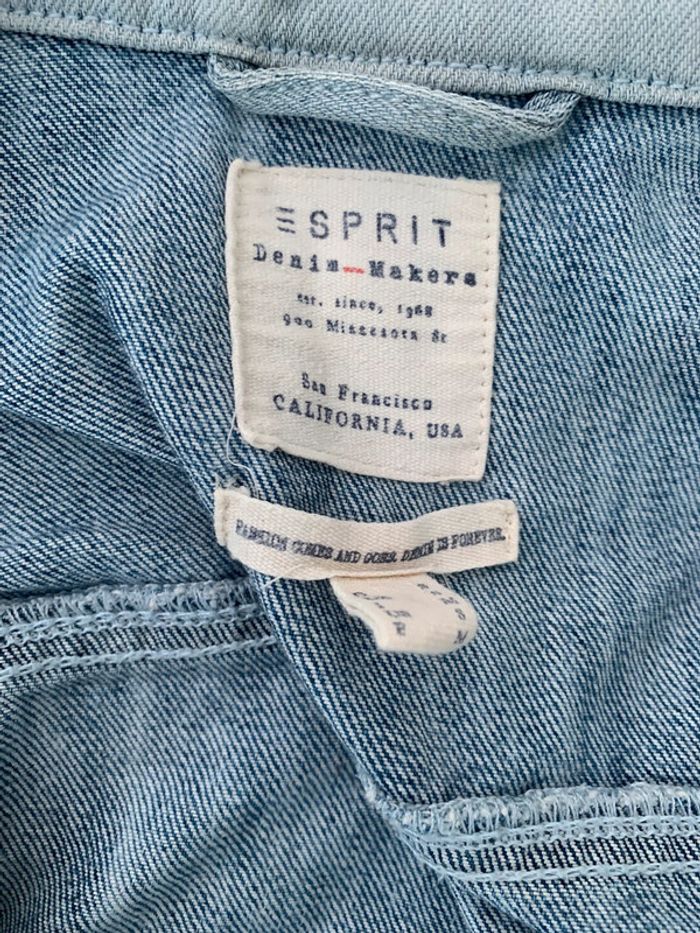 ESPRIT
Denim—Makers
est. since, 1968
900 Minnesota St
San Francisco
CALIFORNIA, USA
FASHION COMES AND GOES. DENIM IS FOREVER.